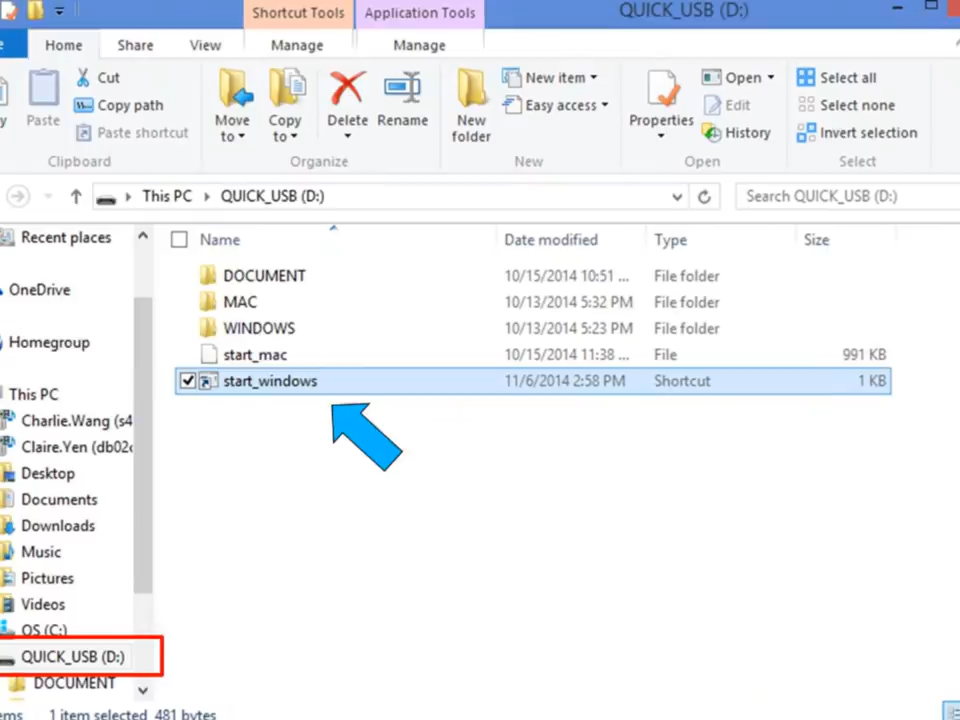 Shortcut Tools Application Tools QUICK_USB (D:)
Home Share View Manage Manage
Cut
Copy path
Paste shortcut
Paste
Clipboard
Move to
Copy to
Delete
Rename
Organize
New folder
New item
Easy access
New
Properties
Open
Edit
History
Open
Select all
Select none
Invert selection
Select
This PC QUICK_USB (D:) Search QUICK_USB (D:)
Recent places
OneDrive
Homegroup
This PC
Charlie.Wang (s4
Claire.Yen (db02
Desktop
Documents
Downloads
Music
Pictures
Videos
OS (C:)
QUICK_USB (D:)
DOCUMENT
Name Date modified Type Size
DOCUMENT 10/15/2014 10:51 ... File folder
MAC 10/13/2014 5:32 PM File folder
WINDOWS 10/13/2014 5:23 PM File folder
start_mac 10/15/2014 11:38 ... File 991 KB
start_windows 11/6/2014 2:58 PM Shortcut 1 KB
1 item selected 481 bytes